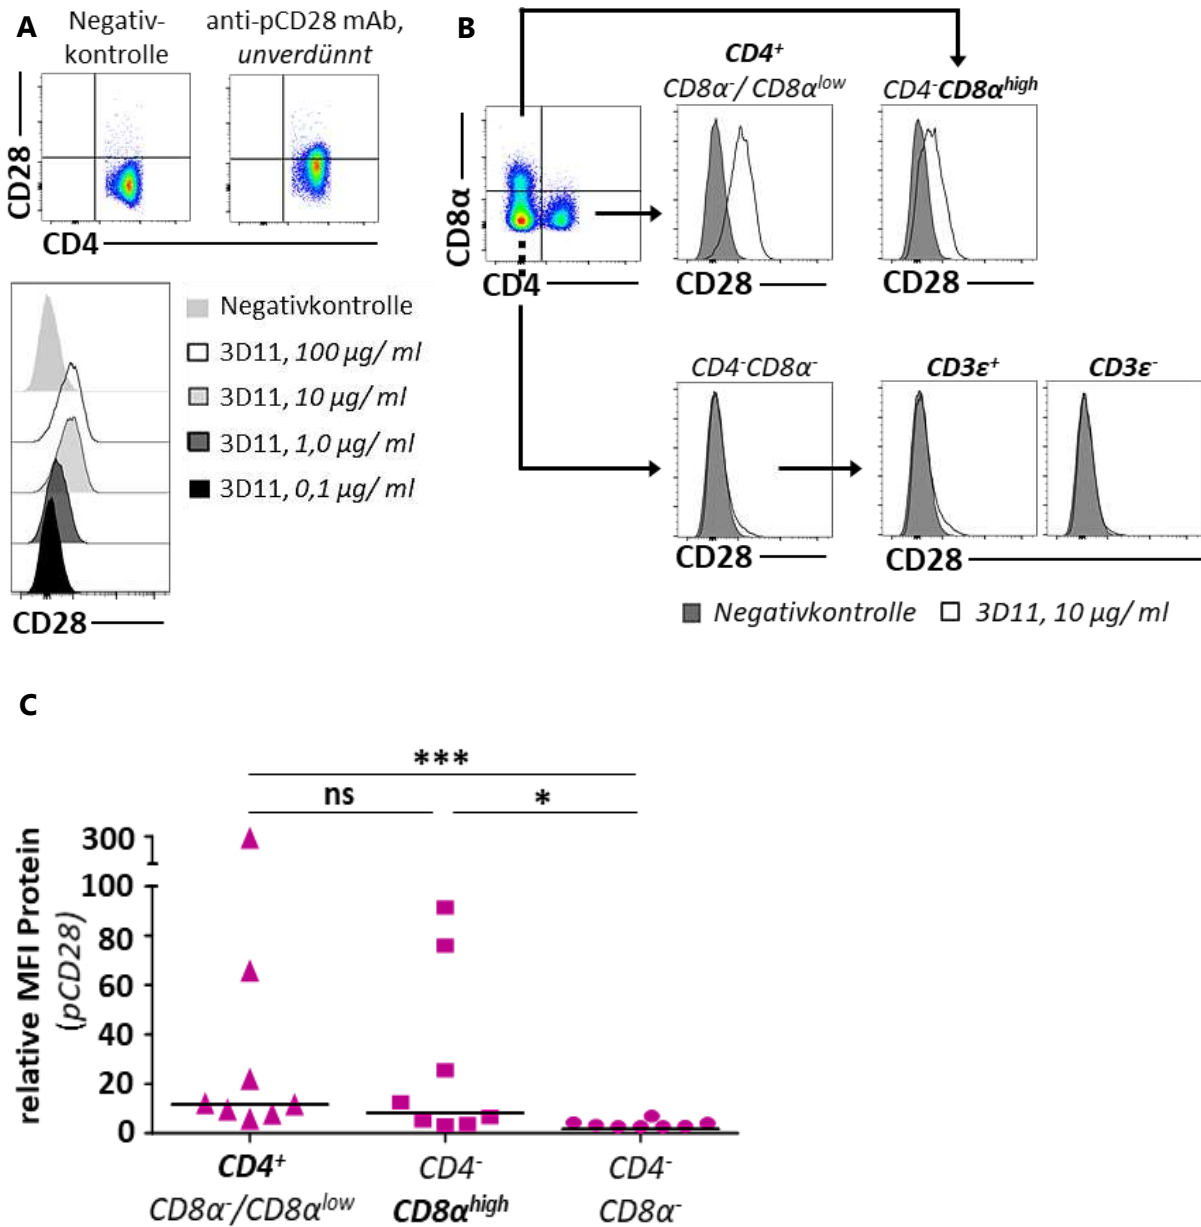 A
Negativ-
kontrolle
anti-pCD28 mAb,
unverdünnt
CD28
CD4
Negativkontrolle
3D11, 100 µg/ ml
3D11, 10 µg/ ml
3D11, 1,0 µg/ ml
3D11, 0,1 µg/ ml
CD28
B
CD4⁺
CD8α⁻/ CD8αˡᵒʷ
CD4⁻CD8αʰⁱᵍʰ
CD8α
CD4
CD28
CD28
CD4⁻CD8α⁻
CD3ε⁺
CD3ε⁻
CD28
CD28
Negativkontrolle
3D11, 10 µg/ ml
C
***
ns
*
relative MFI Protein
(pCD28)
300
100
80
60
40
20
0
CD4⁺
CD8α⁻/CD8αˡᵒʷ
CD4⁻
CD8αʰⁱᵍʰ
CD4⁻
CD8α⁻